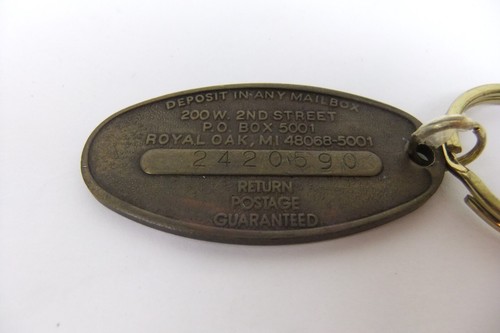 DEPOSIT IN ANY MAILBOX
200 W. 2ND STREET
P.O. BOX 5001
ROYAL OAK, MI 48068-5001
2420590
RETURN
POSTAGE
GUARANTEED